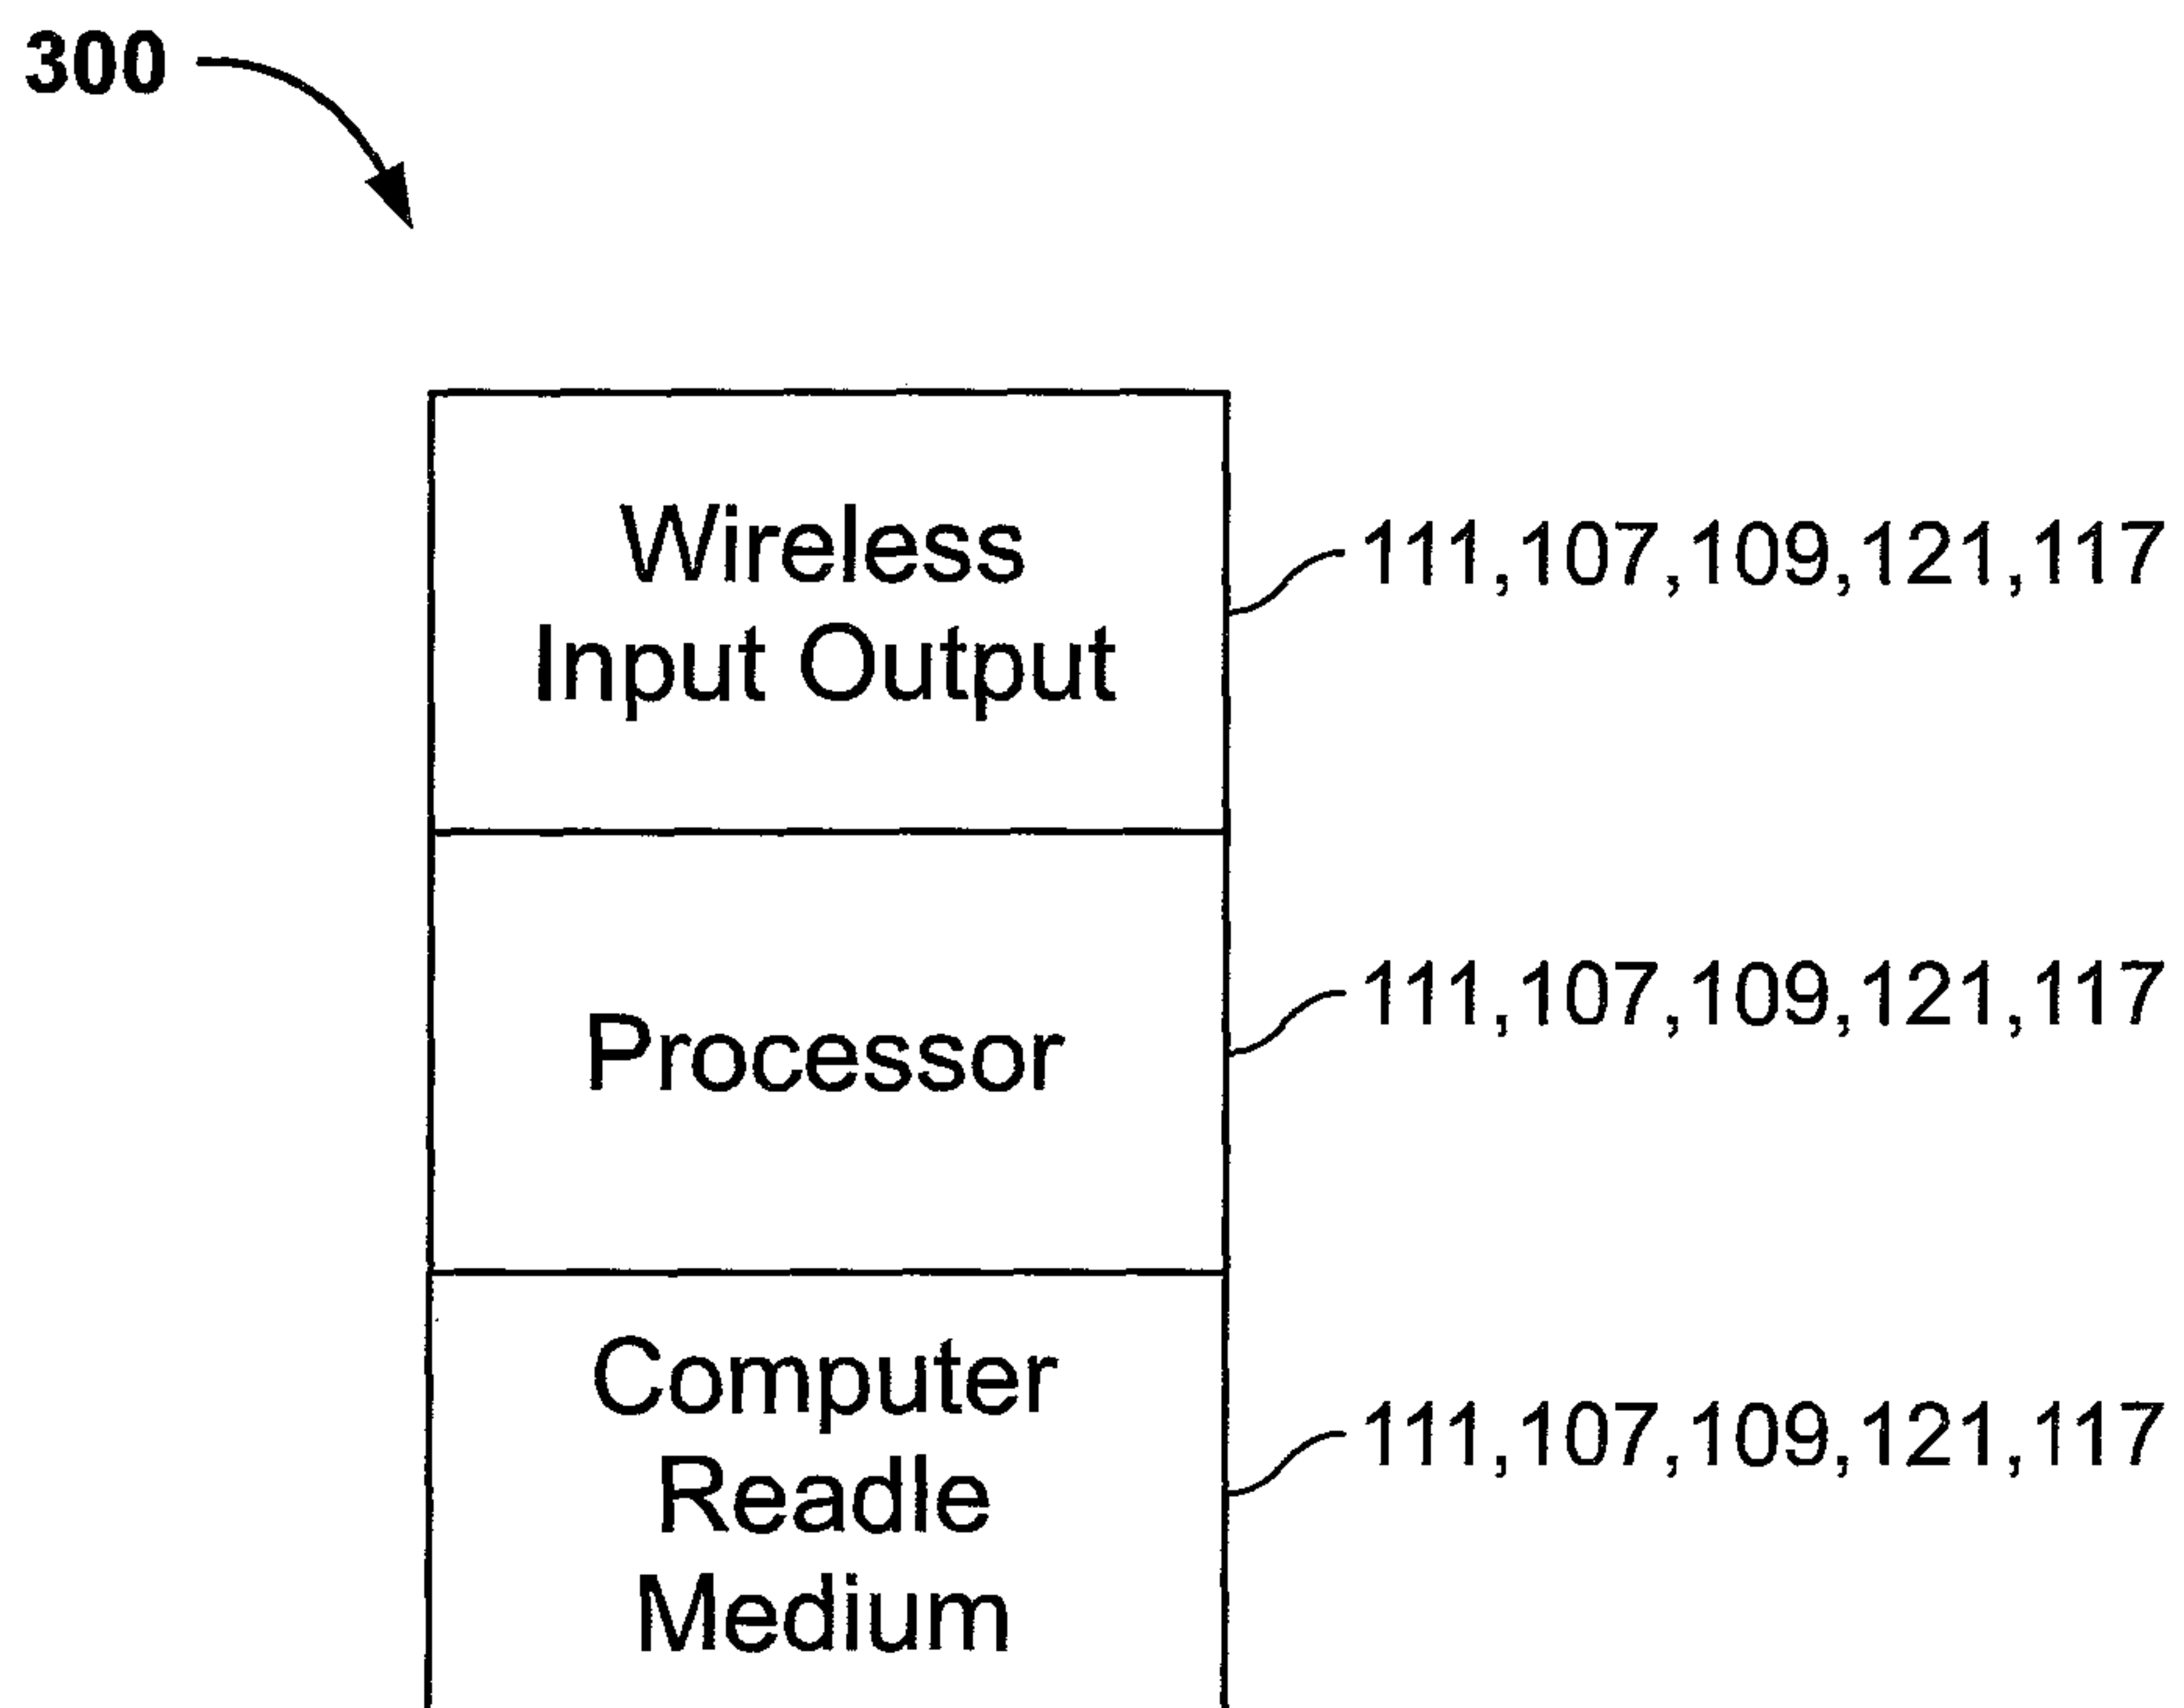 300
Wireless
Input Output
111,107,109,121,117
Processor
111,107,109,121,117
Computer
Readle
Medium
111,107,109,121,117